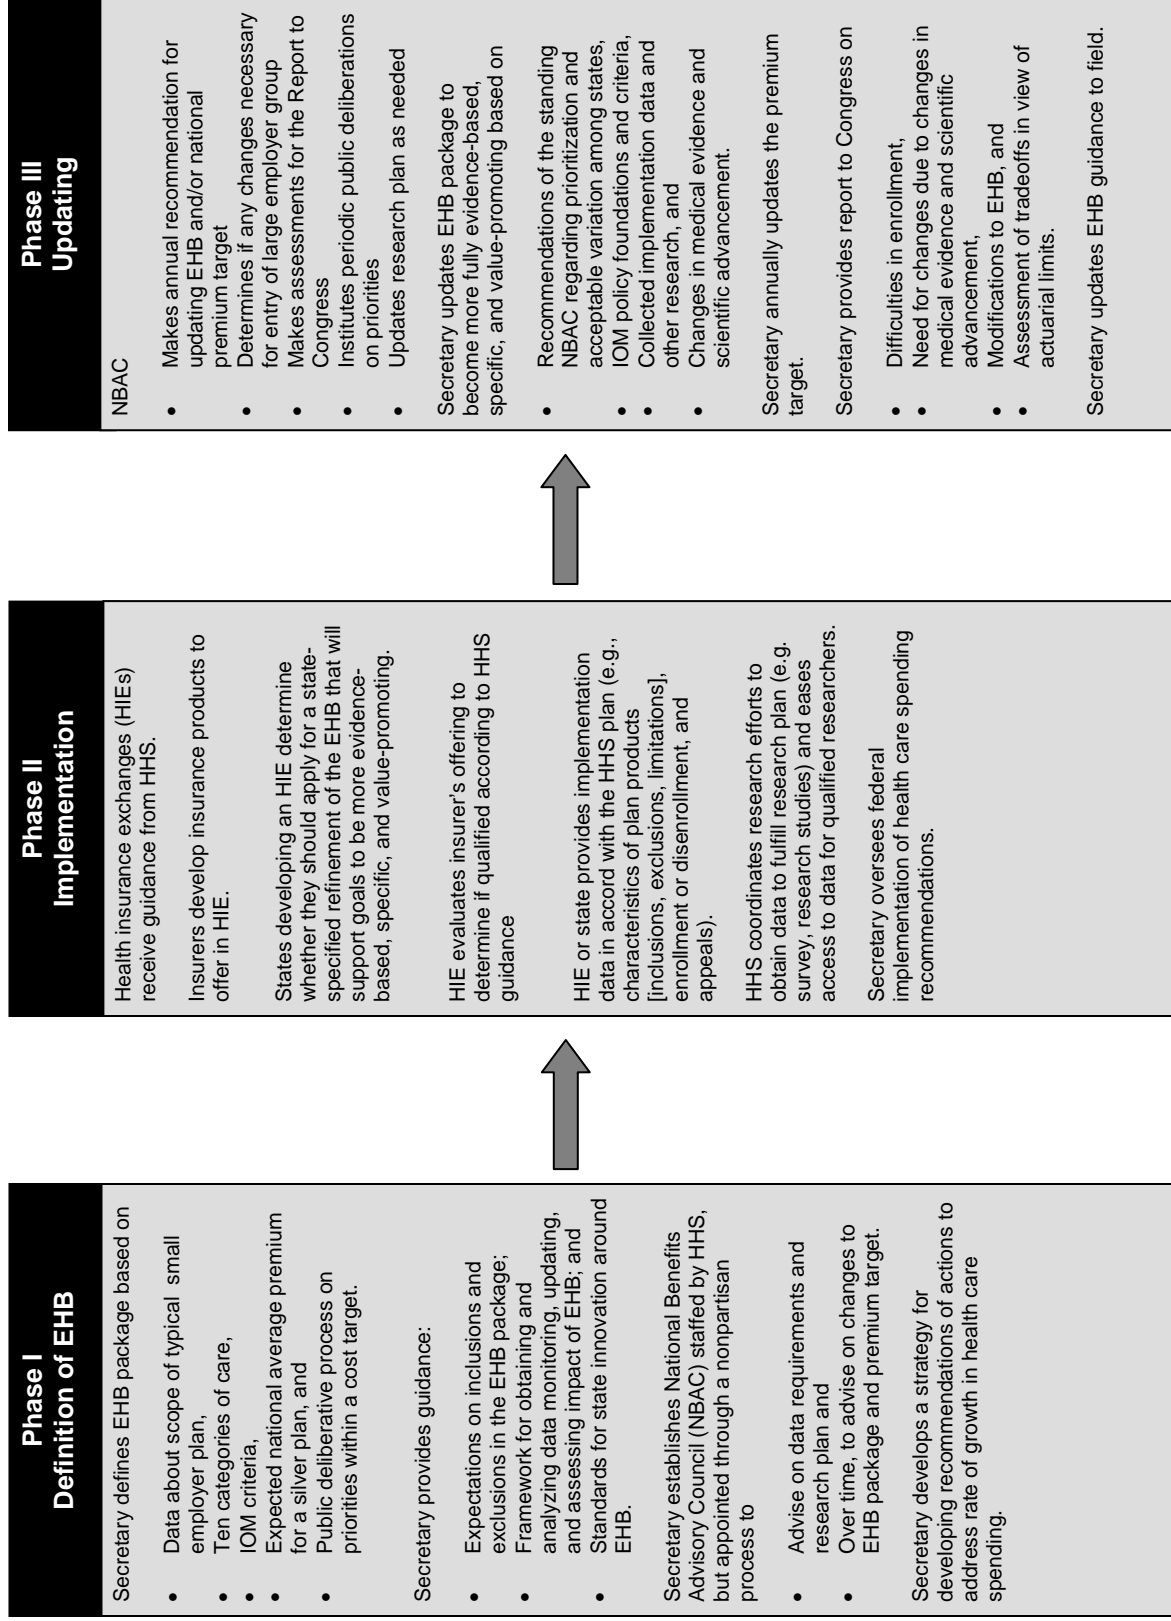 Phase I
Definition of EHB
Secretary defines EHB package based on
• Data about scope of typical small
employer plan,
• Ten categories of care,
• IOM criteria,
• Expected national average premium
for a silver plan, and
• Public deliberative process on
priorities within a cost target.
Secretary provides guidance:
• Expectations on inclusions and
exclusions in the EHB package;
• Framework for obtaining and
analyzing data monitoring, updating,
and assessing impact of EHB; and
• Standards for state innovation around
EHB.
Secretary establishes National Benefits
Advisory Council (NBAC) staffed by HHS,
but appointed through a nonpartisan
process to
• Advise on data requirements and
research plan and
• Over time, to advise on changes to
EHB package and premium target.
Secretary develops a strategy for
developing recommendations of actions to
address rate of growth in health care
spending.
Phase II
Implementation
Health insurance exchanges (HIEs)
receive guidance from HHS.
Insurers develop insurance products to
offer in HIE.
States developing an HIE determine
whether they should apply for a state-
specified refinement of the EHB that will
support goals to be more evidence-
based, specific, and value-promoting.
HIE evaluates insurer's offering to
determine if qualified according to HHS
guidance
HIE or state provides implementation
data in accord with the HHS plan (e.g.,
characteristics of plan products
[inclusions, exclusions, limitations],
enrollment or disenrollment, and
appeals).
HHS coordinates research efforts to
obtain data to fulfill research plan (e.g.
survey, research studies) and eases
access to data for qualified researchers.
Secretary oversees federal
implementation of health care spending
recommendations.
Phase III
Updating
NBAC
• Makes annual recommendation for
updating EHB and/or national
premium target
• Determines if any changes necessary
for entry of large employer group
• Makes assessments for the Report to
Congress
• Institutes periodic public deliberations
on priorities
• Updates research plan as needed
Secretary updates EHB package to
become more fully evidence-based,
specific, and value-promoting based on
• Recommendations of the standing
NBAC regarding prioritization and
acceptable variation among states,
• IOM policy foundations and criteria,
• Collected implementation data and
other research, and
• Changes in medical evidence and
scientific advancement.
Secretary annually updates the premium
target.
Secretary provides report to Congress on
• Difficulties in enrollment,
• Need for changes due to changes in
medical evidence and scientific
advancement,
• Modifications to EHB, and
• Assessment of tradeoffs in view of
actuarial limits.
Secretary updates EHB guidance to field.